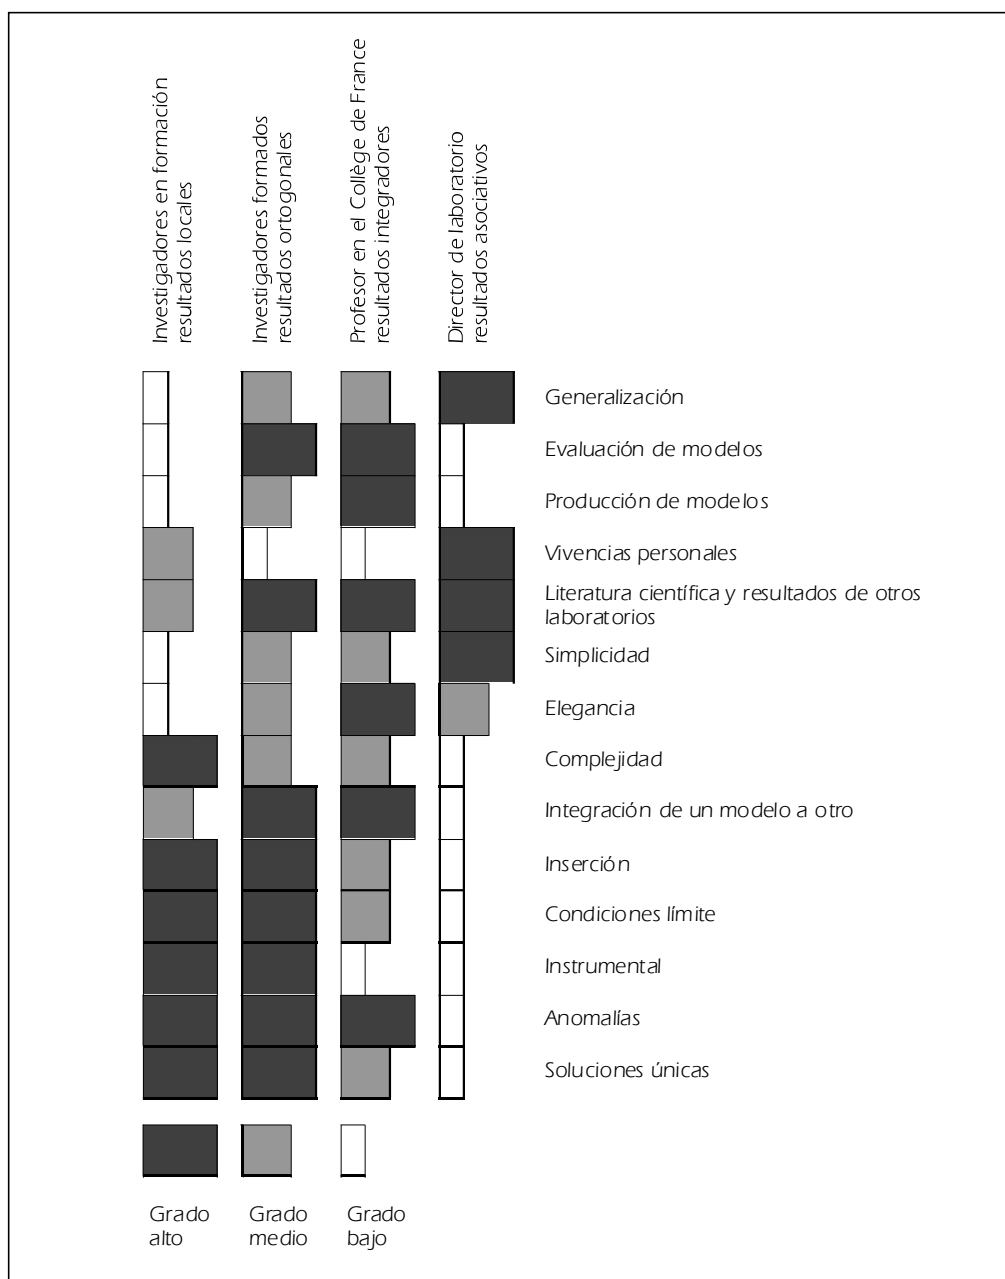 Investigadores en formación
resultados locales
Investigadores formados
resultados ortogonales
Profesor en el Collège de France
resultados integradores
Director de laboratorio
resultados asociativos
Generalización
Evaluación de modelos
Producción de modelos
Vivencias personales
Literatura científica y resultados de otros
laboratorios
Simplicidad
Elegancia
Complejidad
Integración de un modelo a otro
Inserción
Condiciones límite
Instrumental
Anomalías
Soluciones únicas
Grado
alto
Grado
medio
Grado
bajo